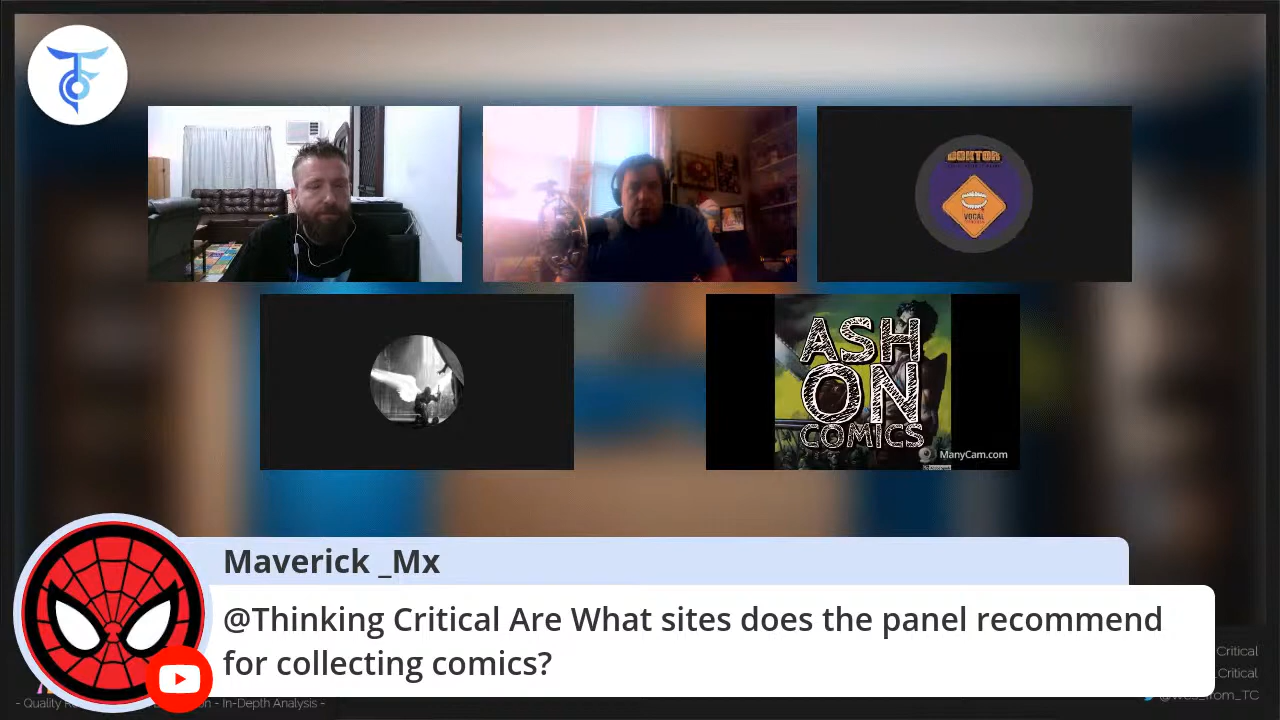 DOKTOR
VOCAL
ASH
ON
COMICS
ManyCam.com
Maverick _Mx
@Thinking Critical Are What sites does the panel recommend
for collecting comics?
Critical
Critical
- Quality
- In-Depth Analysis -